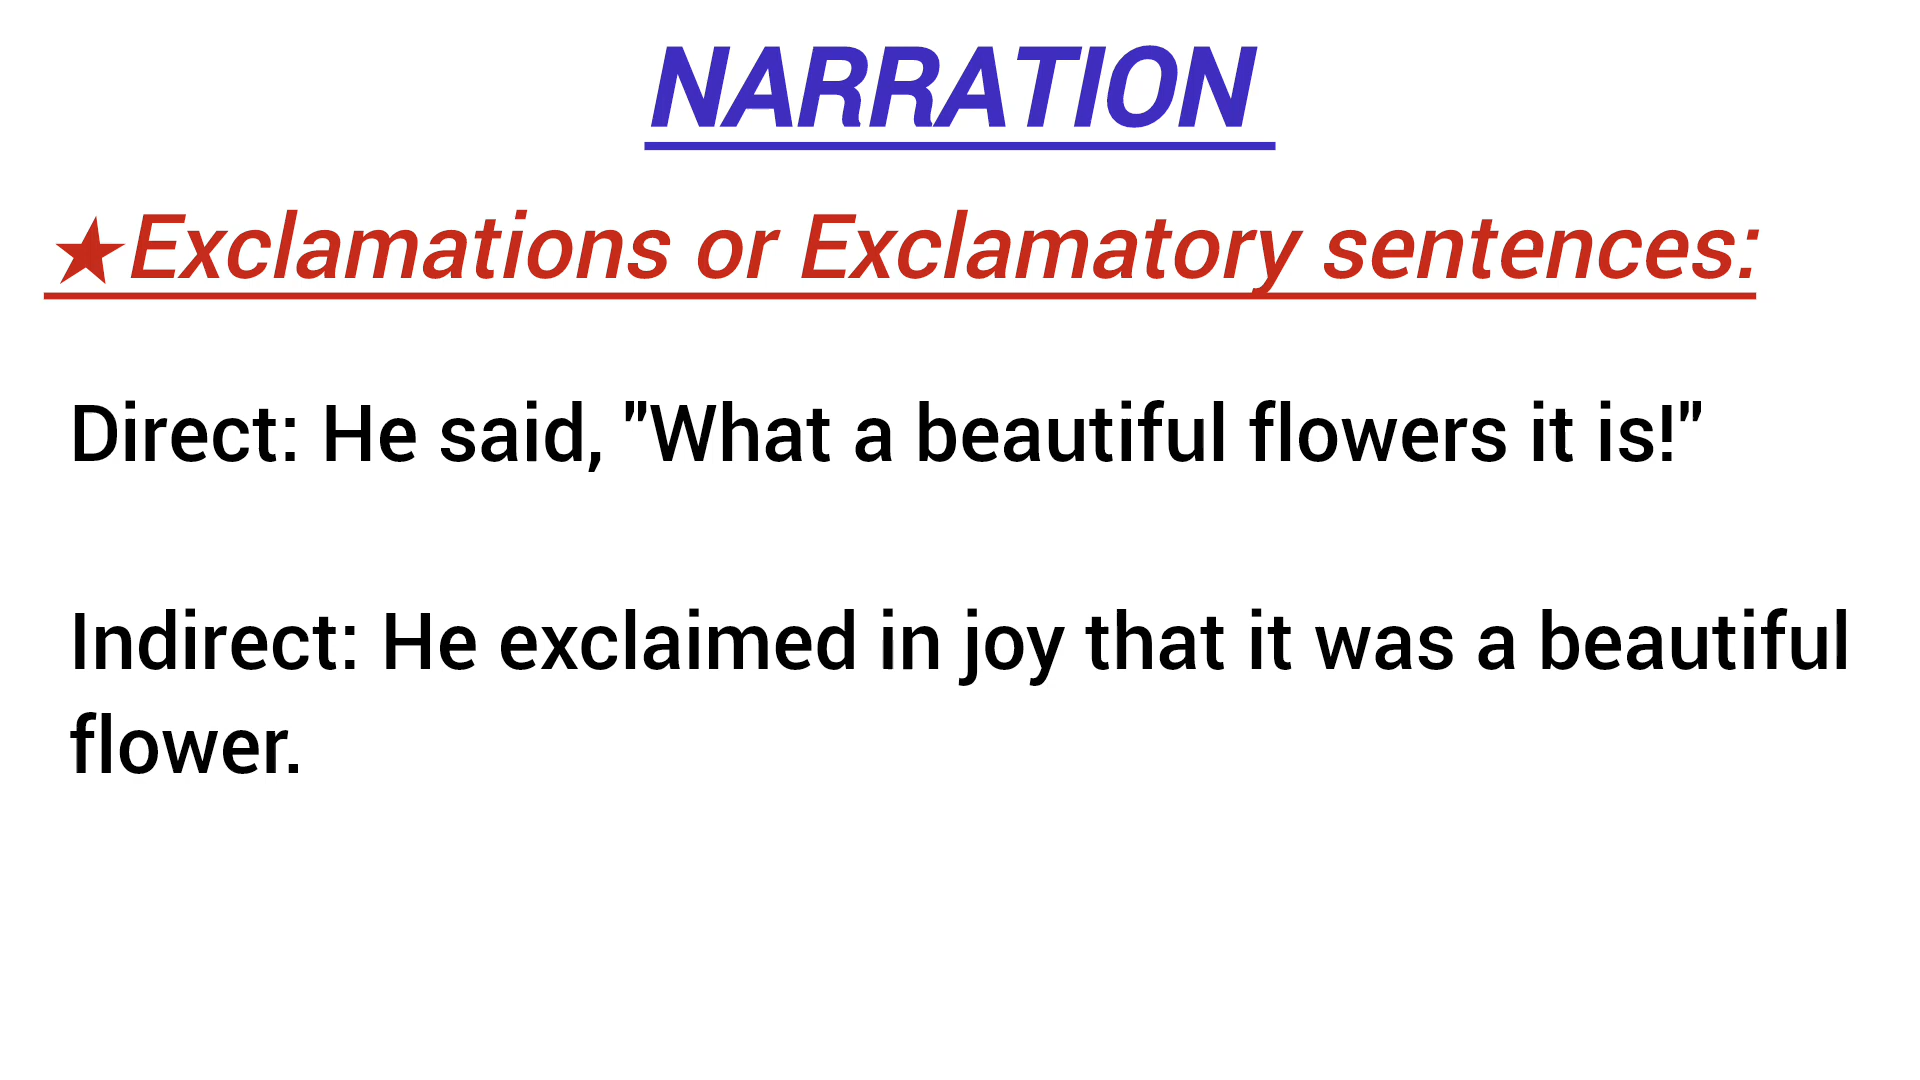 NARRATION
★Exclamations or Exclamatory sentences:
Direct: He said, "What a beautiful flowers it is!"
Indirect: He exclaimed in joy that it was a beautiful
flower.